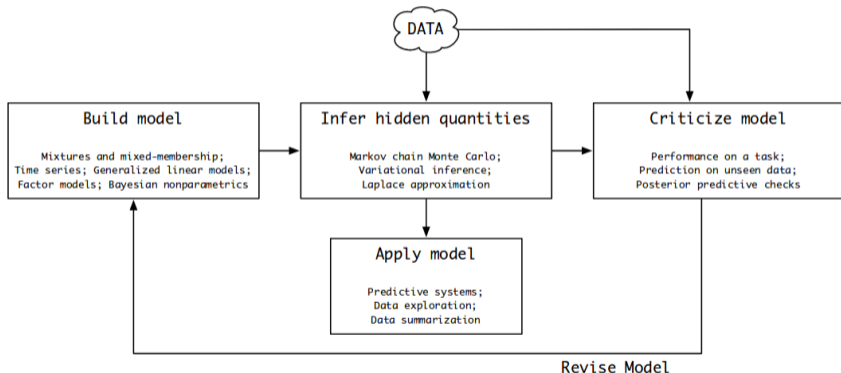 DATA
Build model
Mixtures and mixed-membership;
Time series; Generalized linear models;
Factor models; Bayesian nonparametrics
Infer hidden quantities
Markov chain Monte Carlo;
Variational inference;
Laplace approximation
Criticize model
Performance on a task;
Prediction on unseen data;
Posterior predictive checks
Apply model
Predictive systems;
Data exploration;
Data summarization
Revise Model